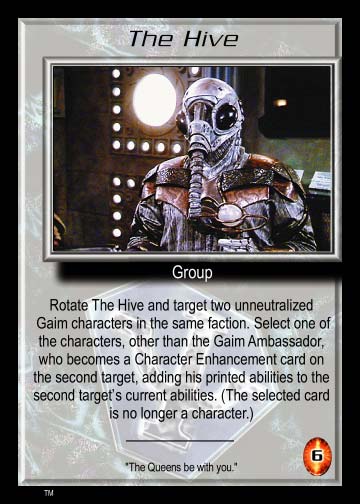 The Hive
Group
Rotate The Hive and target two unneutralized
Gaim characters in the same faction. Select one of
the characters, other than the Gaim Ambassador,
who becomes a Character Enhancement card on
the second target, adding his printed abilities to the
second target's current abilities. (The selected card
is no longer a character.)
6
"The Queens be with you."
TM